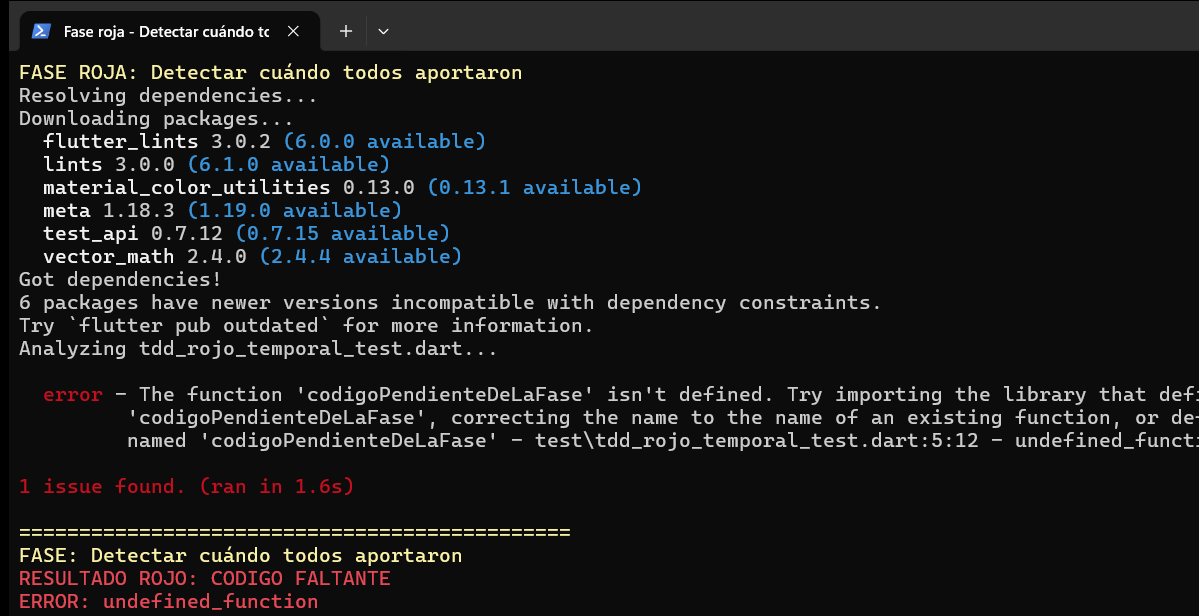 Fase roja - Detectar cuándo to
FASE ROJA: Detectar cuándo todos aportaron
Resolving dependencies...
Downloading packages...
flutter_lints 3.0.2 (6.0.0 available)
lints 3.0.0 (6.1.0 available)
material_color_utilities 0.13.0 (0.13.1 available)
meta 1.18.3 (1.19.0 available)
test_api 0.7.12 (0.7.15 available)
vector_math 2.4.0 (2.4.4 available)
Got dependencies!
6 packages have newer versions incompatible with dependency constraints.
Try `flutter pub outdated` for more information.
Analyzing tdd_rojo_temporal_test.dart...
error - The function 'codigoPendienteDeLaFase' isn't defined. Try importing the library that defi
'codigoPendienteDeLaFase', correcting the name to the name of an existing function, or de
named 'codigoPendienteDeLaFase' - test\tdd_rojo_temporal_test.dart:5:12 - undefined_functi
1 issue found. (ran in 1.6s)
==============================================
FASE: Detectar cuándo todos aportaron
RESULTADO ROJO: CODIGO FALTANTE
ERROR: undefined_function